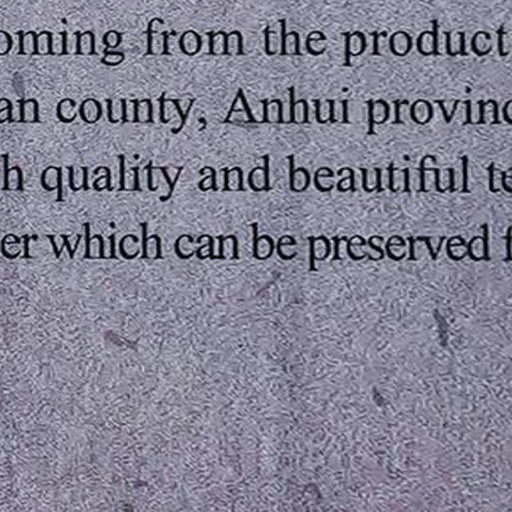 oming from the product
an county, Anhui provinc
h quality and beautiful te
er which can be preserved f